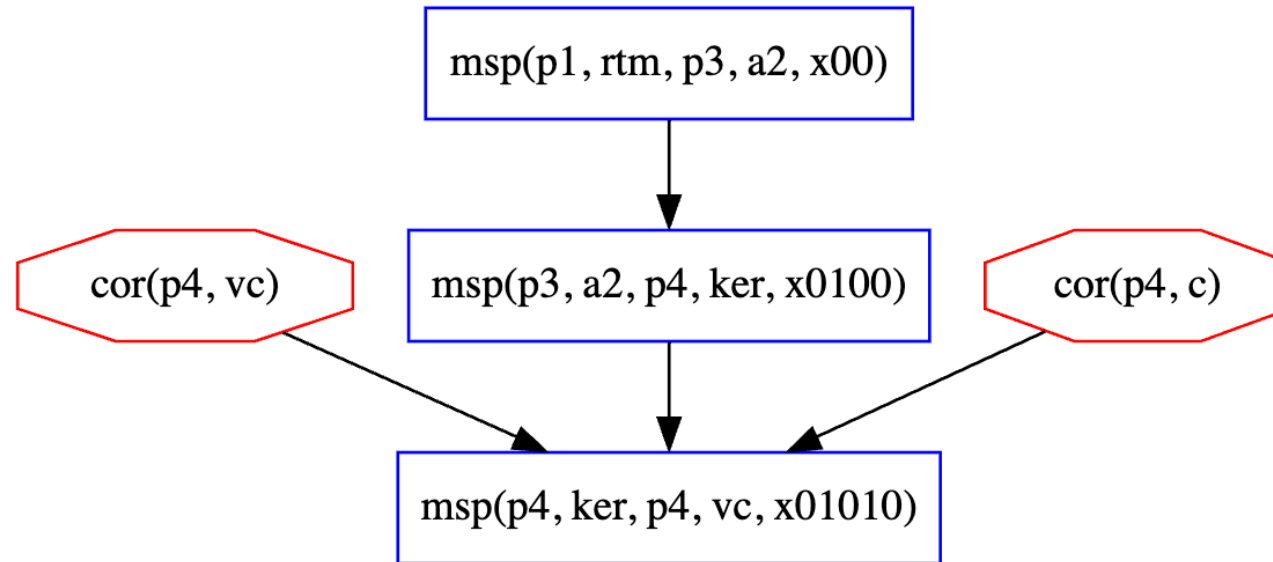 msp(p1, rtm, p3, a2, x00)
cor(p4, vc)
msp(p3, a2, p4, ker, x0100)
cor(p4, c)
msp(p4, ker, p4, vc, x01010)